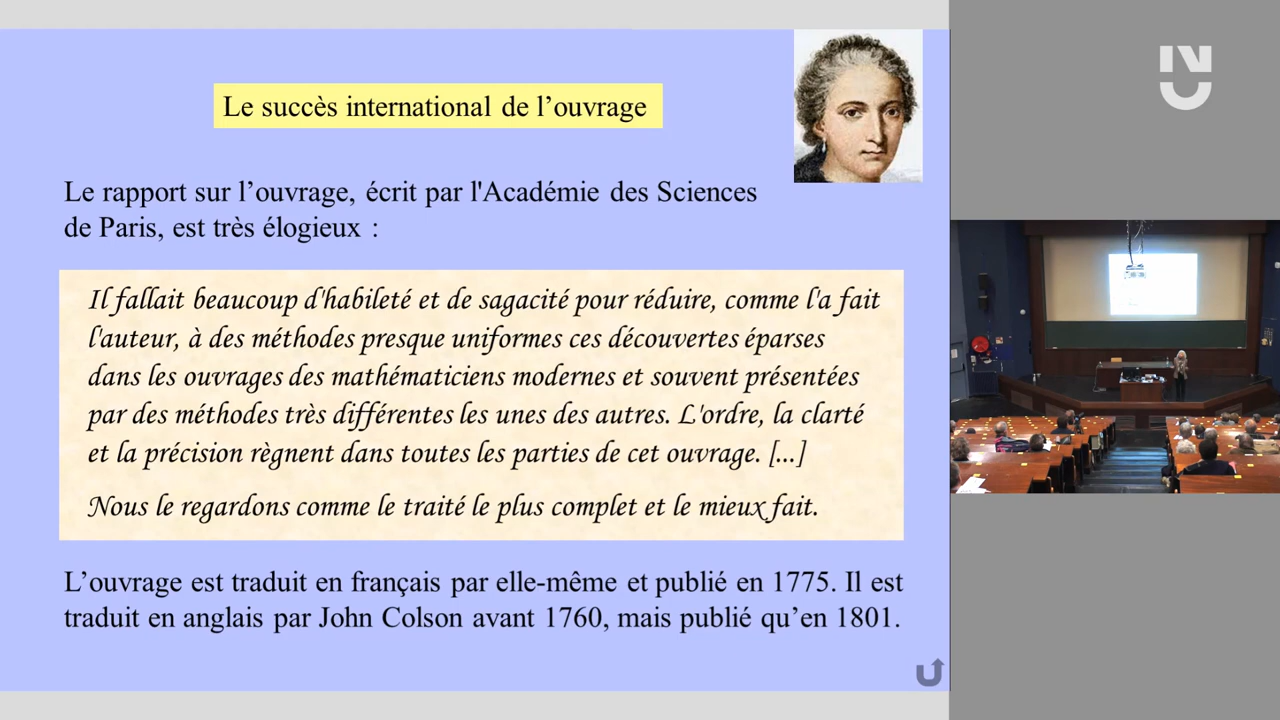 Le succès international de l’ouvrage
Le rapport sur l’ouvrage, écrit par l'Académie des Sciences
de Paris, est très élogieux :
Il fallait beaucoup d'habileté et de sagacité pour réduire, comme l'a fait
l'auteur, à des méthodes presque uniformes ces découvertes éparses
dans les ouvrages des mathématiciens modernes et souvent présentées
par des méthodes très différentes les unes des autres. L'ordre, la clarté
et la précision règnent dans toutes les parties de cet ouvrage. [...]
Nous le regardons comme le traité le plus complet et le mieux fait.
L’ouvrage est traduit en français par elle-même et publié en 1775. Il est
traduit en anglais par John Colson avant 1760, mais publié qu’en 1801.